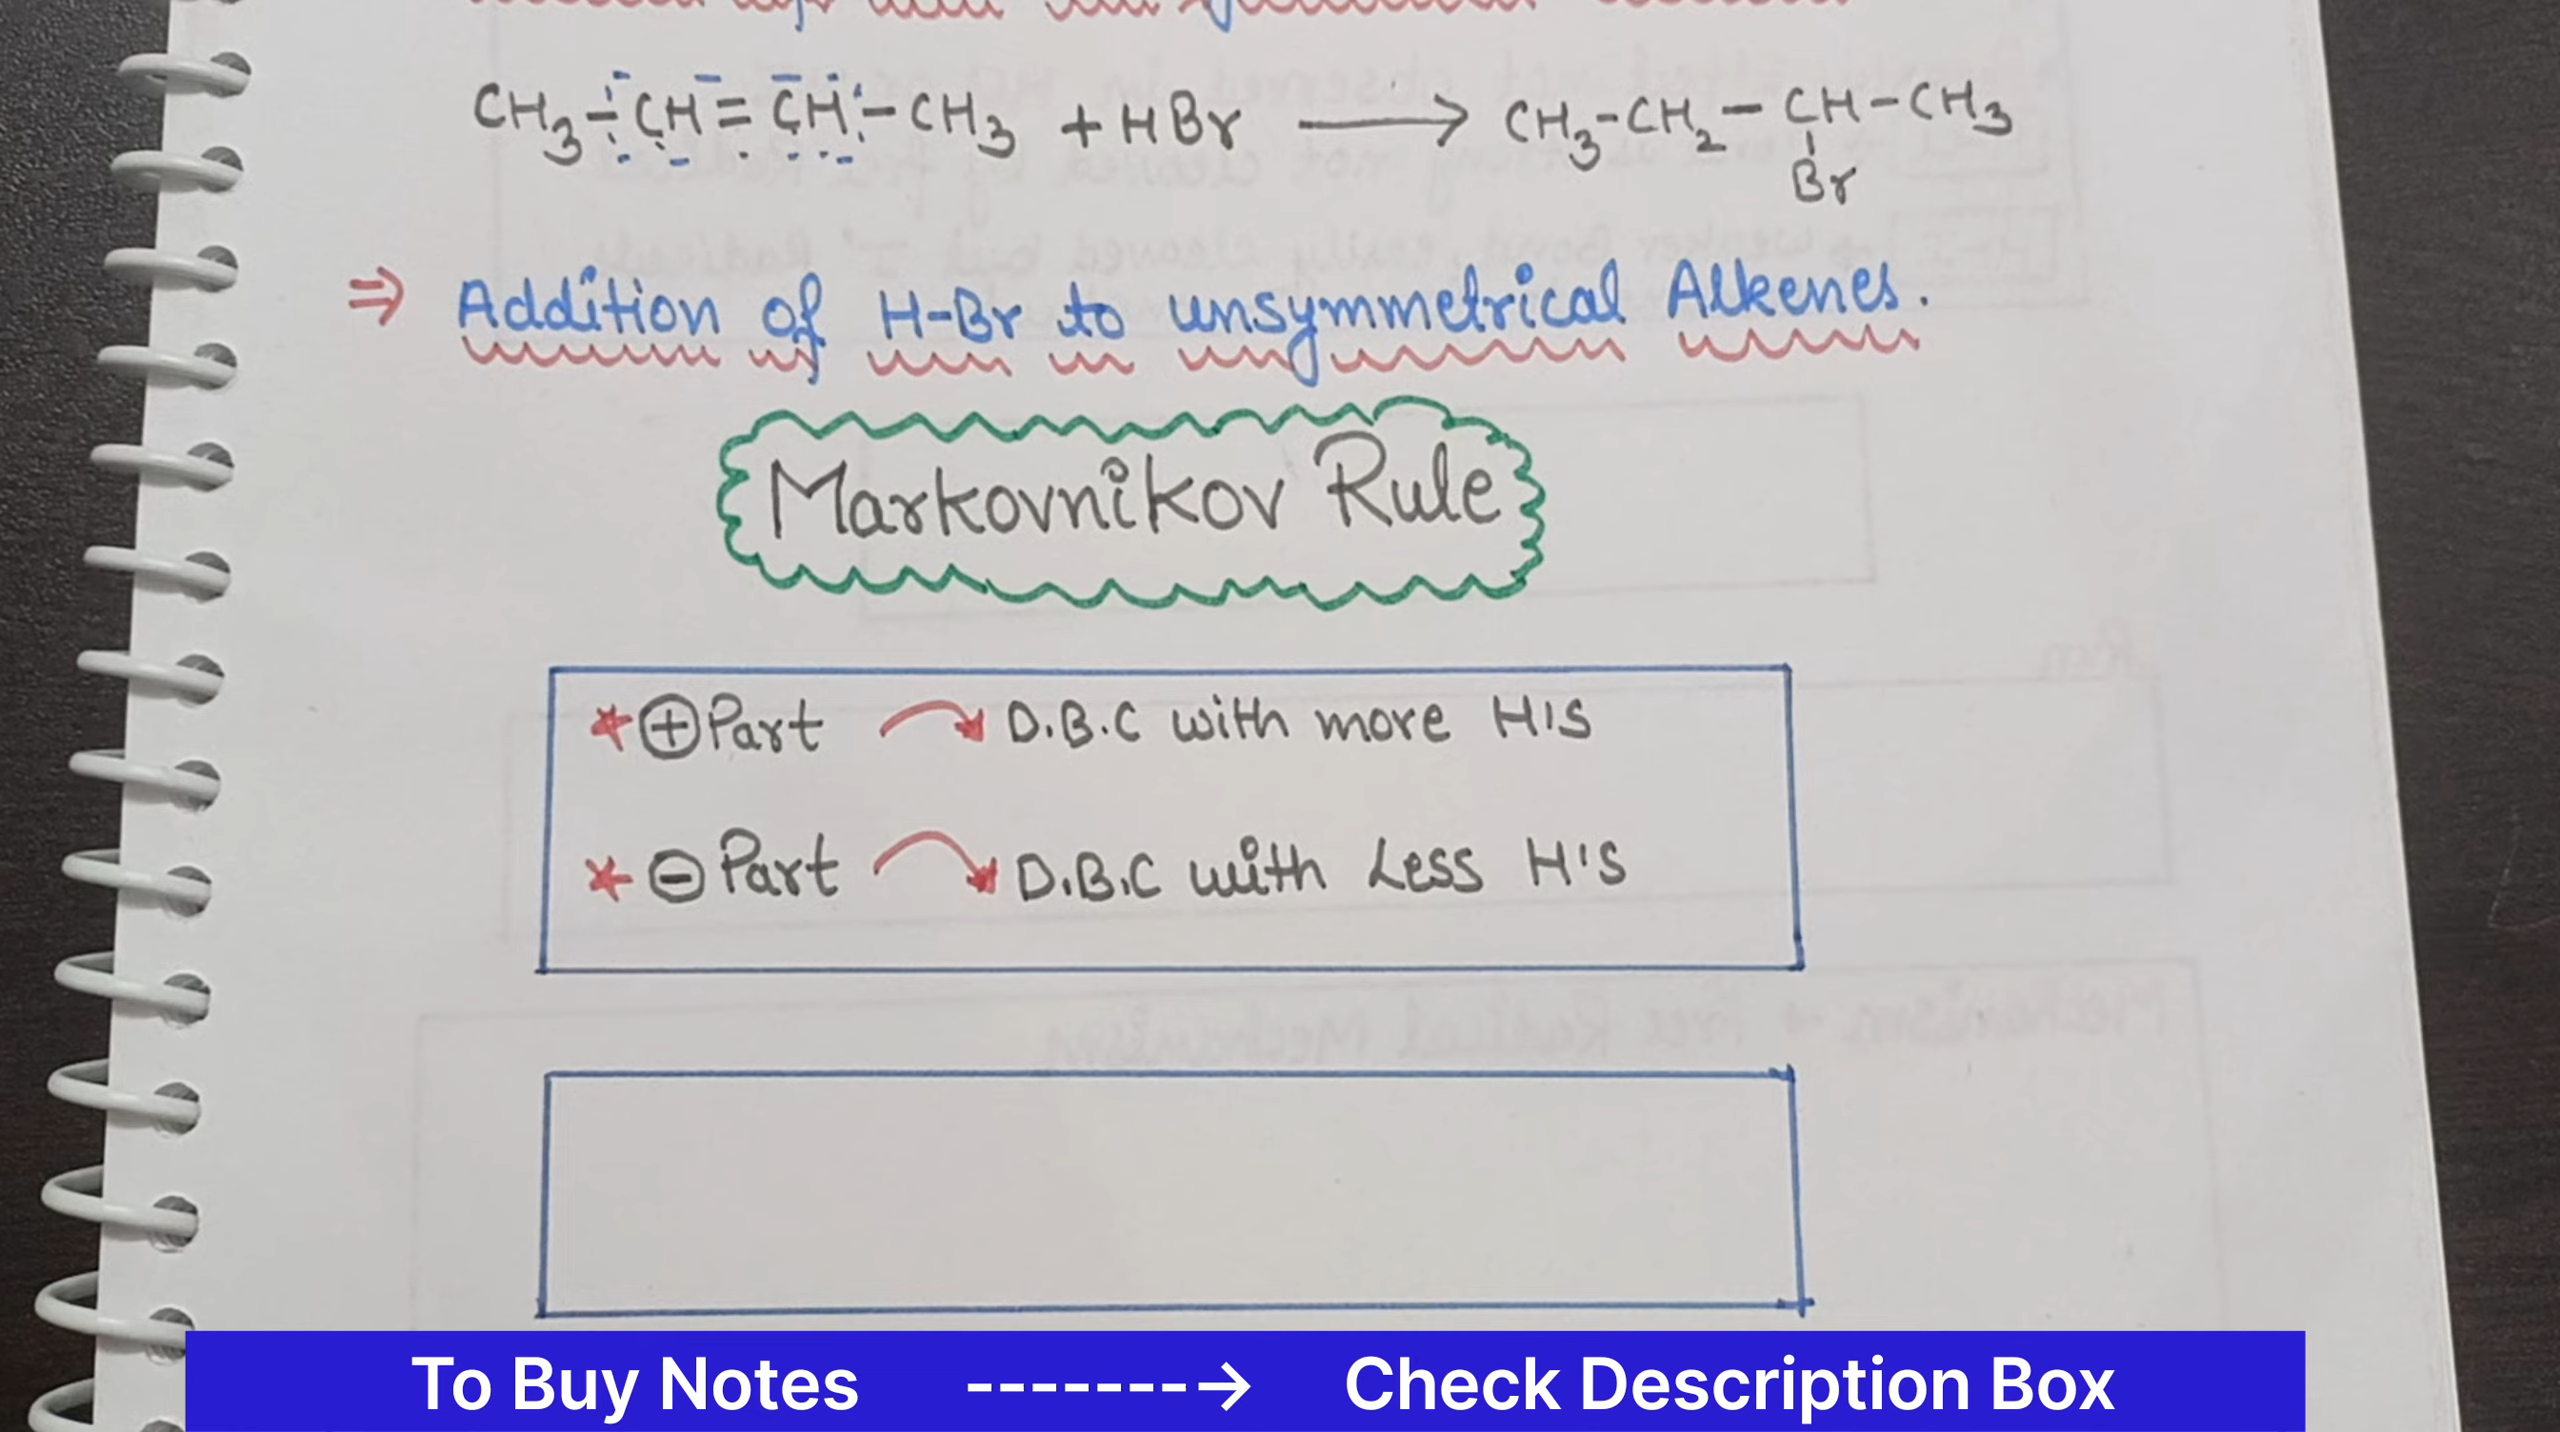 CH3-CH=CH-CH3 + HBr ⟶ CH3-CH2-CH-CH3
Br
⇒ Addition of H-Br to unsymmetrical Alkenes.
Markovnikov Rule
* ⊕ Part → D.B.C with more H'S
* ⊖ Part → D.B.C with Less H'S
To Buy Notes -------→ Check Description Box